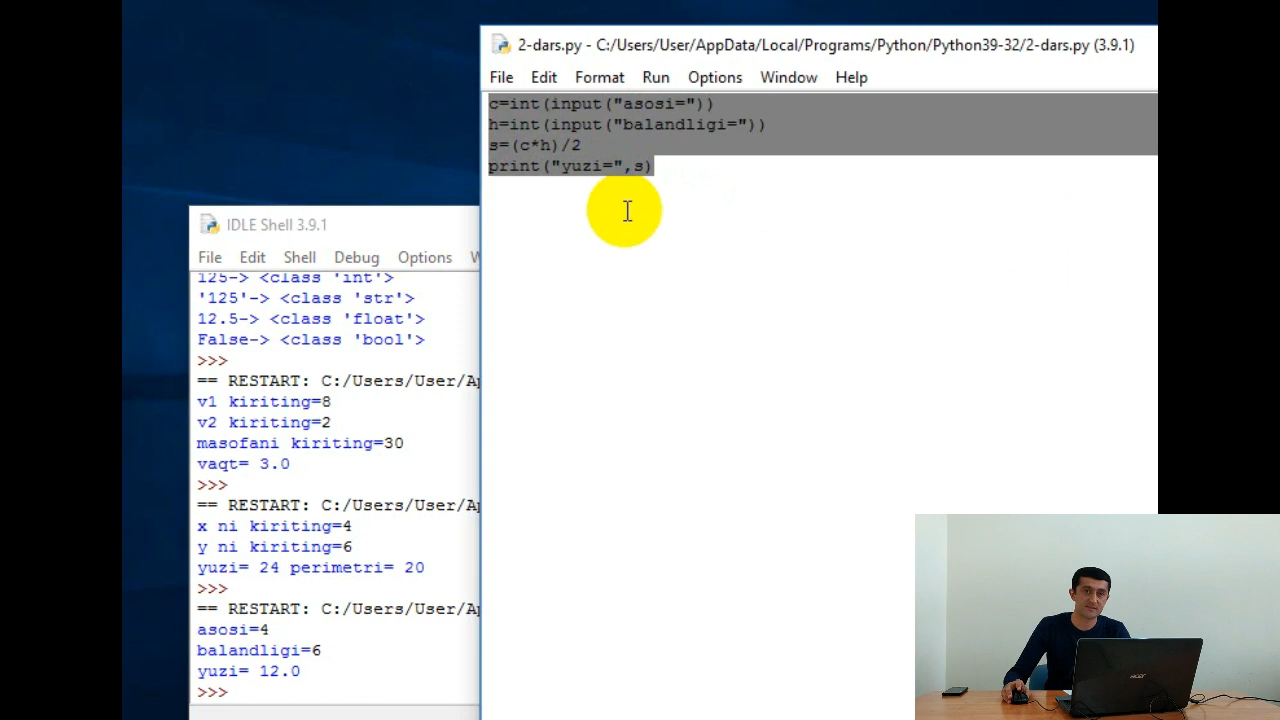 2-dars.py - C:/Users/User/AppData/Local/Programs/Python/Python39-32/2-dars.py (3.9.1)
File Edit Format Run Options Window Help
c=int(input("asosi="))
h=int(input("balandligi="))
s=(c*h)/2
print("yuzi=",s)
IDLE Shell 3.9.1
File Edit Shell Debug Options
125-> <class 'int'>
'125'-> <class 'str'>
12.5-> <class 'float'>
False-> <class 'bool'>
>>>
== RESTART: C:/Users/User/Ap
v1 kiriting=8
v2 kiriting=2
masofani kiriting=30
vaqt= 3.0
>>>
== RESTART: C:/Users/User/Ap
x ni kiriting=4
y ni kiriting=6
yuzi= 24 perimetri= 20
>>>
== RESTART: C:/Users/User/Ap
asosi=4
balandligi=6
yuzi= 12.0
>>>
acer